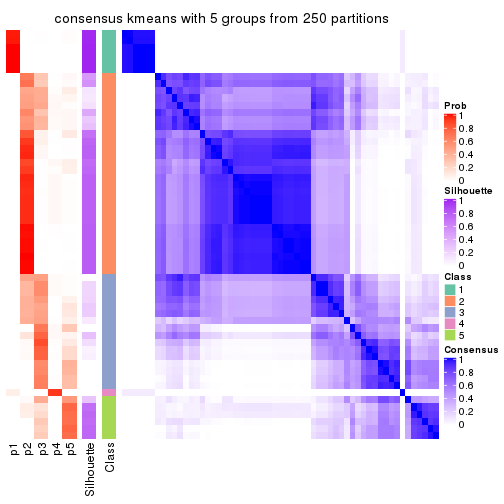 consensus kmeans with 5 groups from 250 partitions
Prob
1
0.8
0.6
0.4
0.2
0
Silhouette
1
0.8
0.6
0.4
0.2
0
Class
1
2
3
4
5
Consensus
1
0.8
0.6
0.4
0.2
0
p1
p2
p3
p4
p5
Silhouette
Class